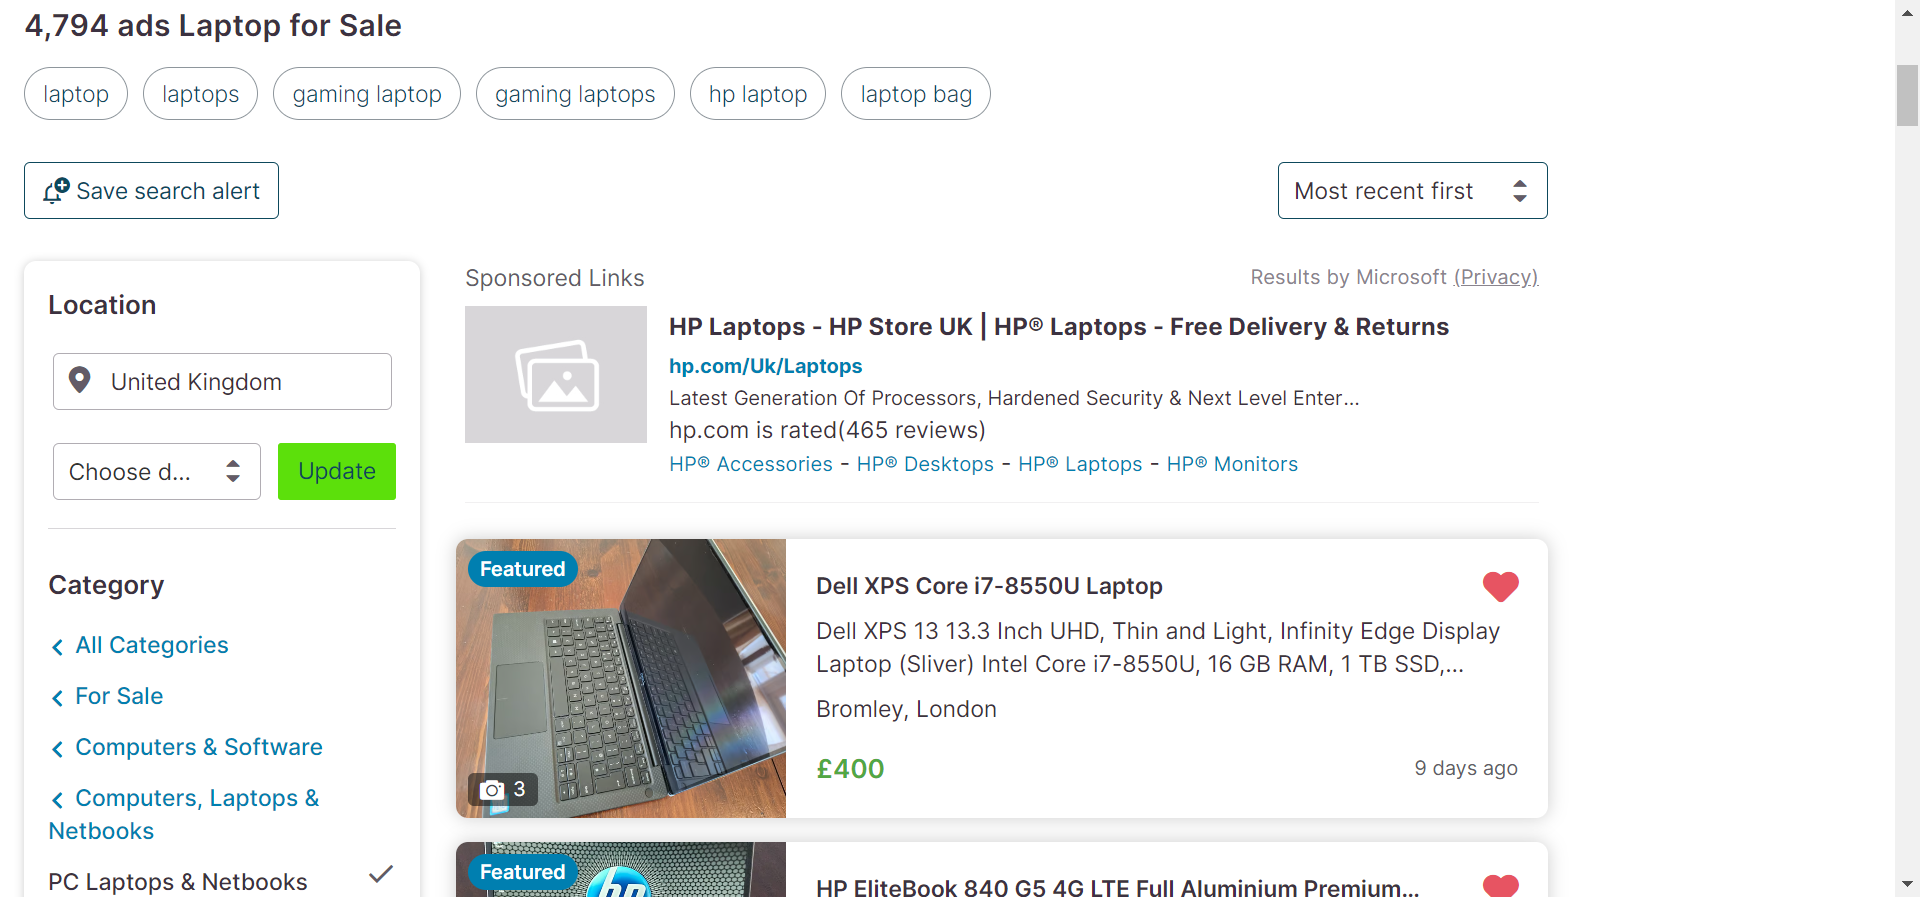 4,794 ads Laptop for Sale
laptop
laptops
gaming laptop
gaming laptops
hp laptop
laptop bag
Save search alert
Most recent first
Location
United Kingdom
Choose d...
Update
Category
All Categories
For Sale
Computers & Software
Computers, Laptops &
Netbooks
PC Laptops & Netbooks
Sponsored Links
Results by Microsoft (Privacy)
HP Laptops - HP Store UK | HP® Laptops - Free Delivery & Returns
hp.com/Uk/Laptops
Latest Generation Of Processors, Hardened Security & Next Level Enter...
hp.com is rated(465 reviews)
HP® Accessories - HP® Desktops - HP® Laptops - HP® Monitors
Featured
3
Dell XPS Core i7-8550U Laptop
Dell XPS 13 13.3 Inch UHD, Thin and Light, Infinity Edge Display
Laptop (Sliver) Intel Core i7-8550U, 16 GB RAM, 1 TB SSD,...
Bromley, London
£400
9 days ago
Featured
hp
HP EliteBook 840 G5 4G LTE Full Aluminium Premium...